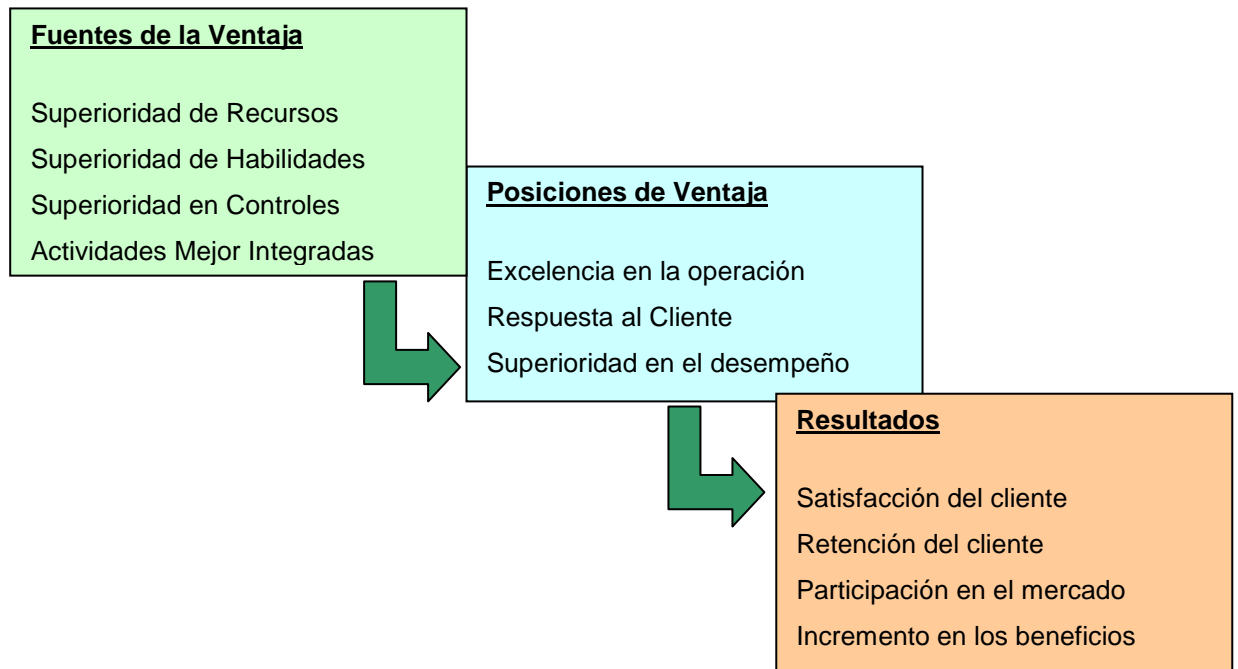 Fuentes de la Ventaja
Superioridad de Recursos
Superioridad de Habilidades
Superioridad en Controles
Actividades Mejor Integradas
Posiciones de Ventaja
Excelencia en la operación
Respuesta al Cliente
Superioridad en el desempeño
Resultados
Satisfacción del cliente
Retención del cliente
Participación en el mercado
Incremento en los beneficios